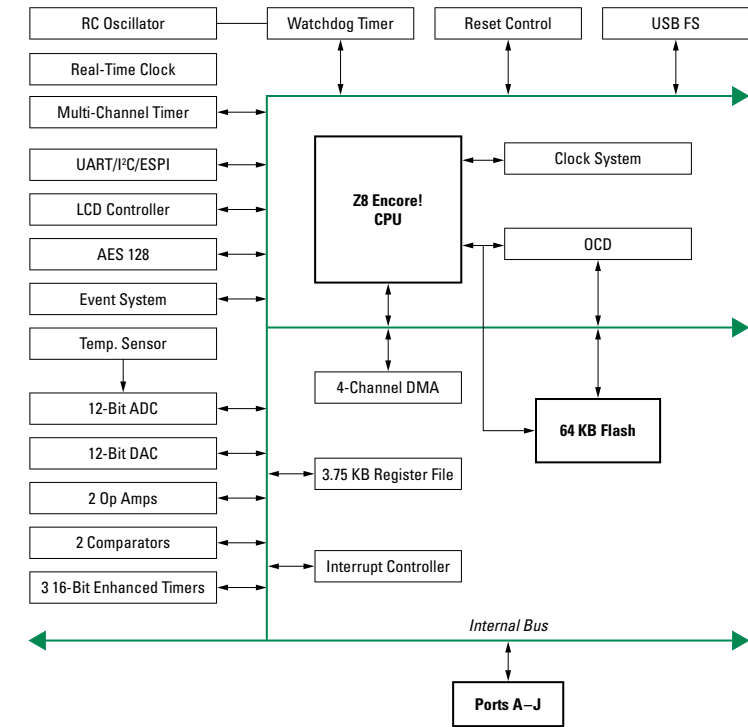 RC Oscillator
Watchdog Timer
Reset Control
USB FS
Real-Time Clock
Multi-Channel Timer
UART/I²C/ESPI
LCD Controller
AES 128
Event System
Temp. Sensor
12-Bit ADC
12-Bit DAC
2 Op Amps
2 Comparators
3 16-Bit Enhanced Timers
Z8 Encore!
CPU
Clock System
OCD
4-Channel DMA
64 KB Flash
3.75 KB Register File
Interrupt Controller
Internal Bus
Ports A–J